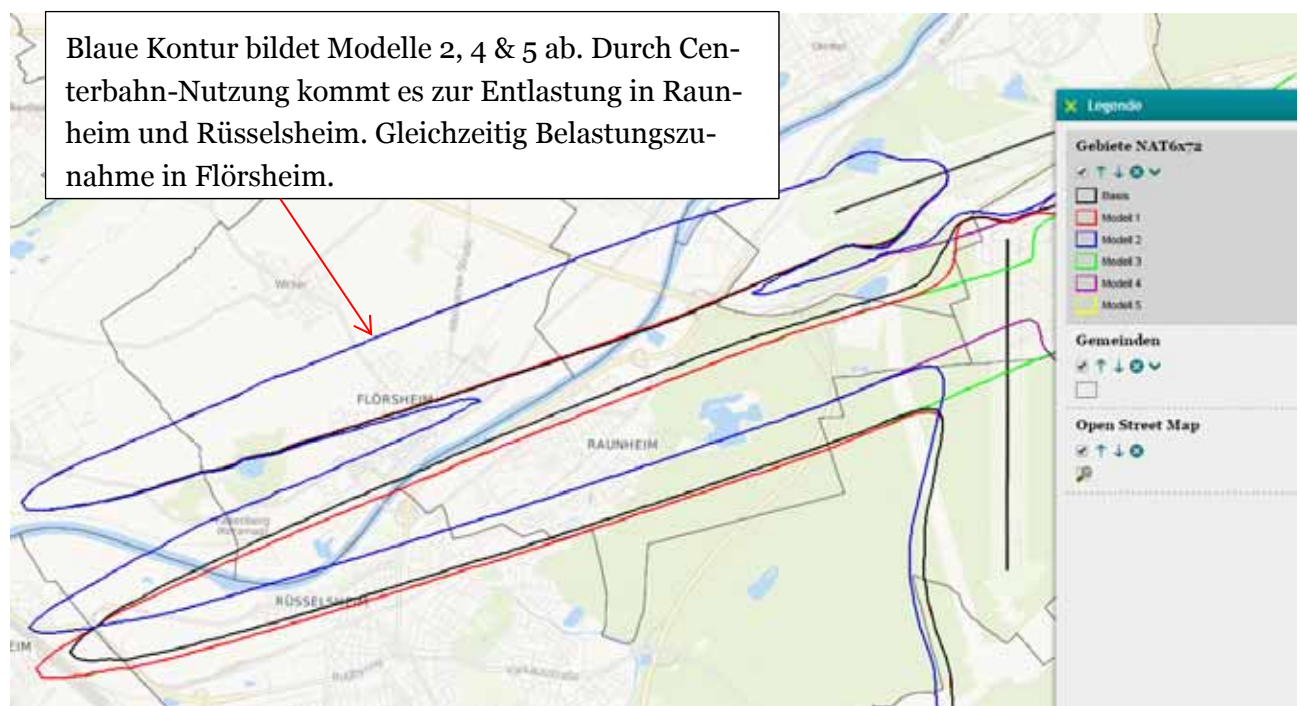 Blaue Kontur bildet Modelle 2, 4 & 5 ab. Durch Cen-
terbahn-Nutzung kommt es zur Entlastung in Raun-
heim und Rüsselsheim. Gleichzeitig Belastungszu-
nahme in Flörsheim.
Legende
Gebiete NAT6x72
Basis
Modell 1
Modell 2
Modell 3
Modell 4
Modell 5
Gemeinden
Open Street Map
Wicker
FLÖRSHEIM
RAUNHEIM
RÜSSELSHEIM
EIM